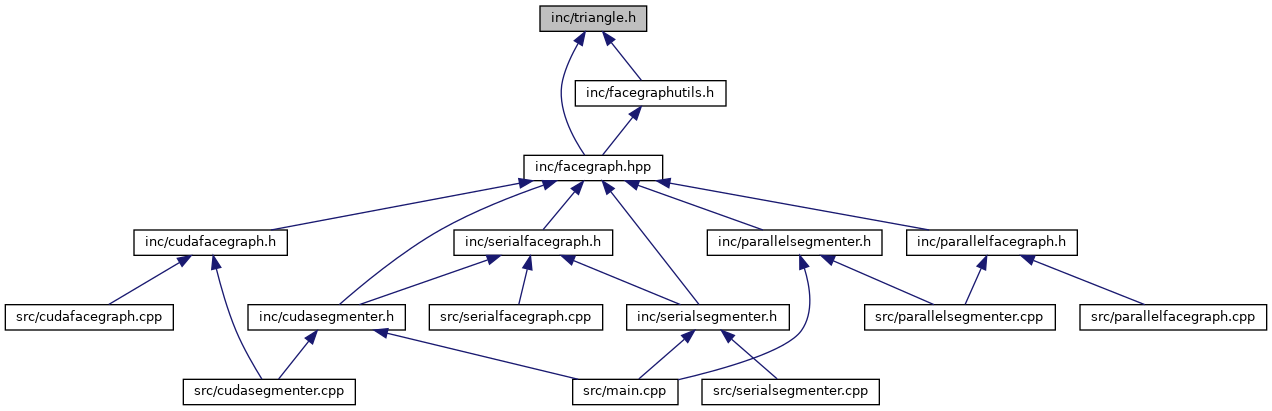 inc/triangle.h
inc/facegraphutils.h
inc/facegraph.hpp
inc/cudafacegraph.h
inc/serialfacegraph.h
inc/parallelsegmenter.h
inc/parallelfacegraph.h
src/cudafacegraph.cpp
inc/cudasegmenter.h
src/serialfacegraph.cpp
inc/serialsegmenter.h
src/parallelsegmenter.cpp
src/parallelfacegraph.cpp
src/cudasegmenter.cpp
src/main.cpp
src/serialsegmenter.cpp